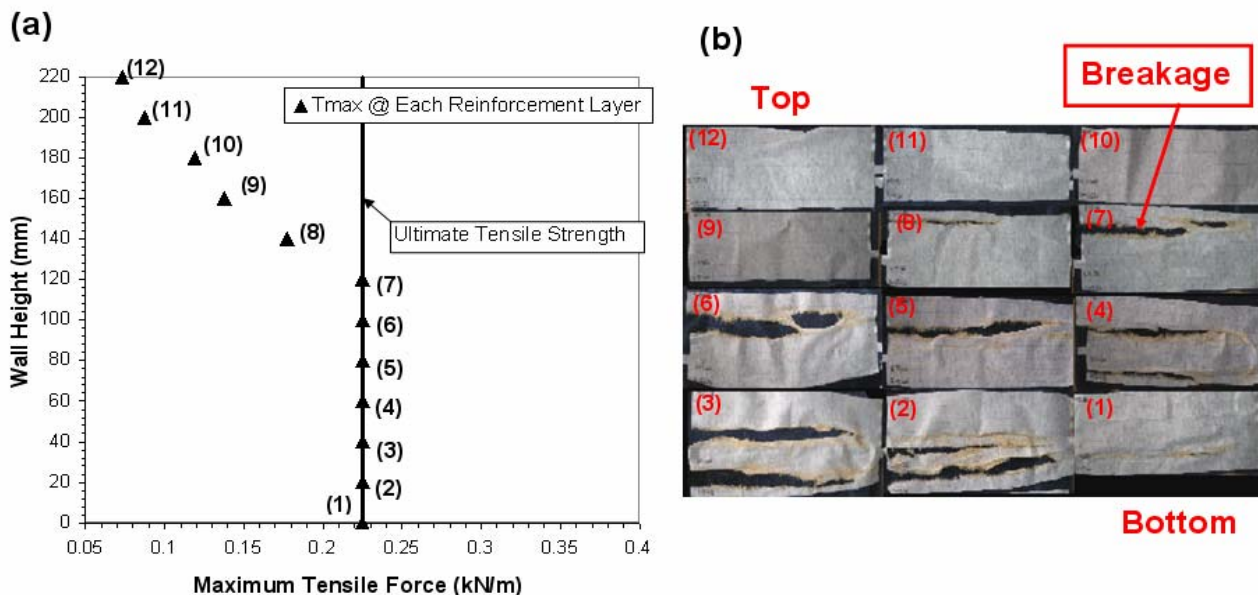 (a)
220
200
180
160
140
120
100
80
60
40
20
0
Wall Height (mm)
(12)
(11)
(10)
(9)
(8)
(7)
(6)
(5)
(4)
(3)
(2)
(1)
▲ Tmax @ Each Reinforcement Layer
Ultimate Tensile Strength
0.05 0.1 0.15 0.2 0.25 0.3 0.35 0.4
Maximum Tensile Force (kN/m)
(b)
Top
Breakage
(12) (11) (10)
(9) (8) (7)
(6) (5) (4)
(3) (2) (1)
Bottom